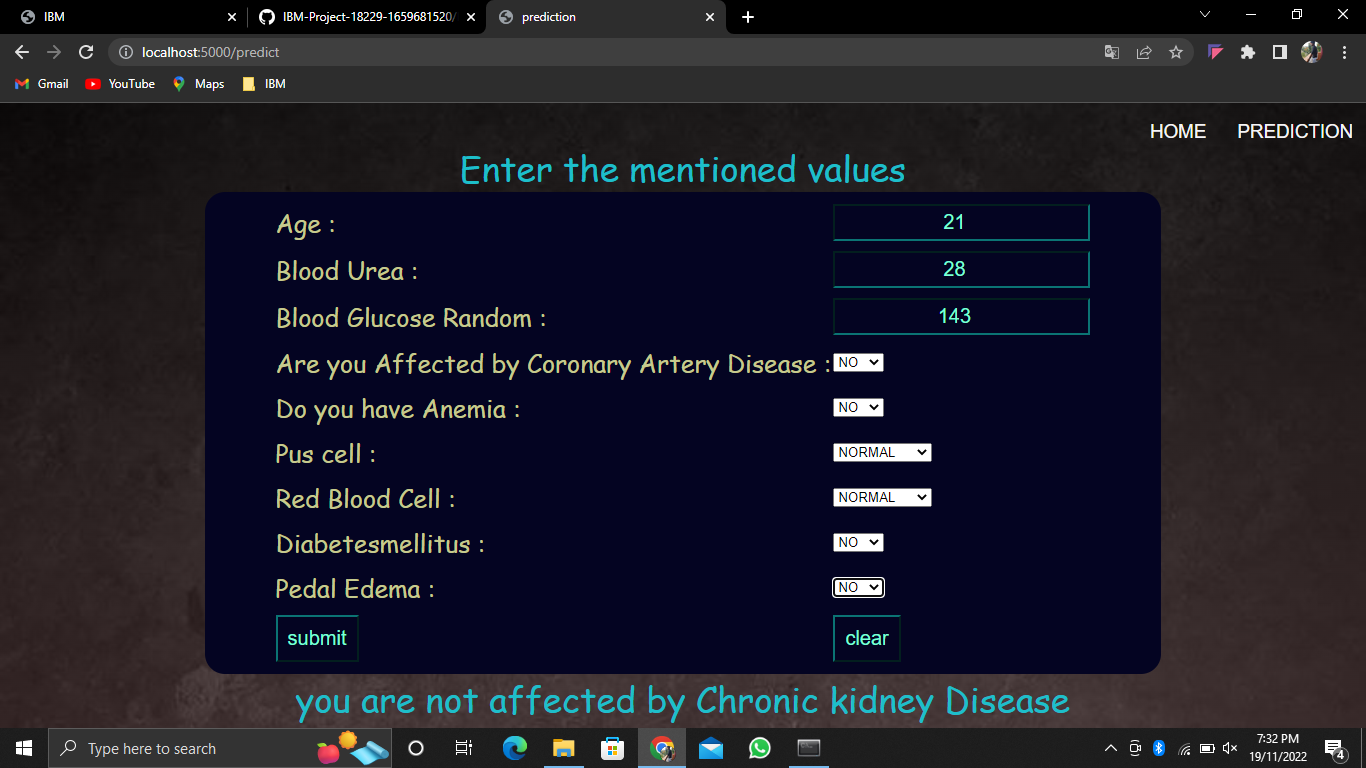 IBM
IBM-Project-18229-1659681520/
prediction
localhost:5000/predict
Gmail
YouTube
Maps
IBM
HOME
PREDICTION
Enter the mentioned values
Age :
21
Blood Urea :
28
Blood Glucose Random :
143
Are you Affected by Coronary Artery Disease :
NO
Do you have Anemia :
NO
Pus cell :
NORMAL
Red Blood Cell :
NORMAL
Diabetesmellitus :
NO
Pedal Edema :
NO
submit
clear
you are not affected by Chronic kidney Disease
Type here to search
7:32 PM
19/11/2022
4